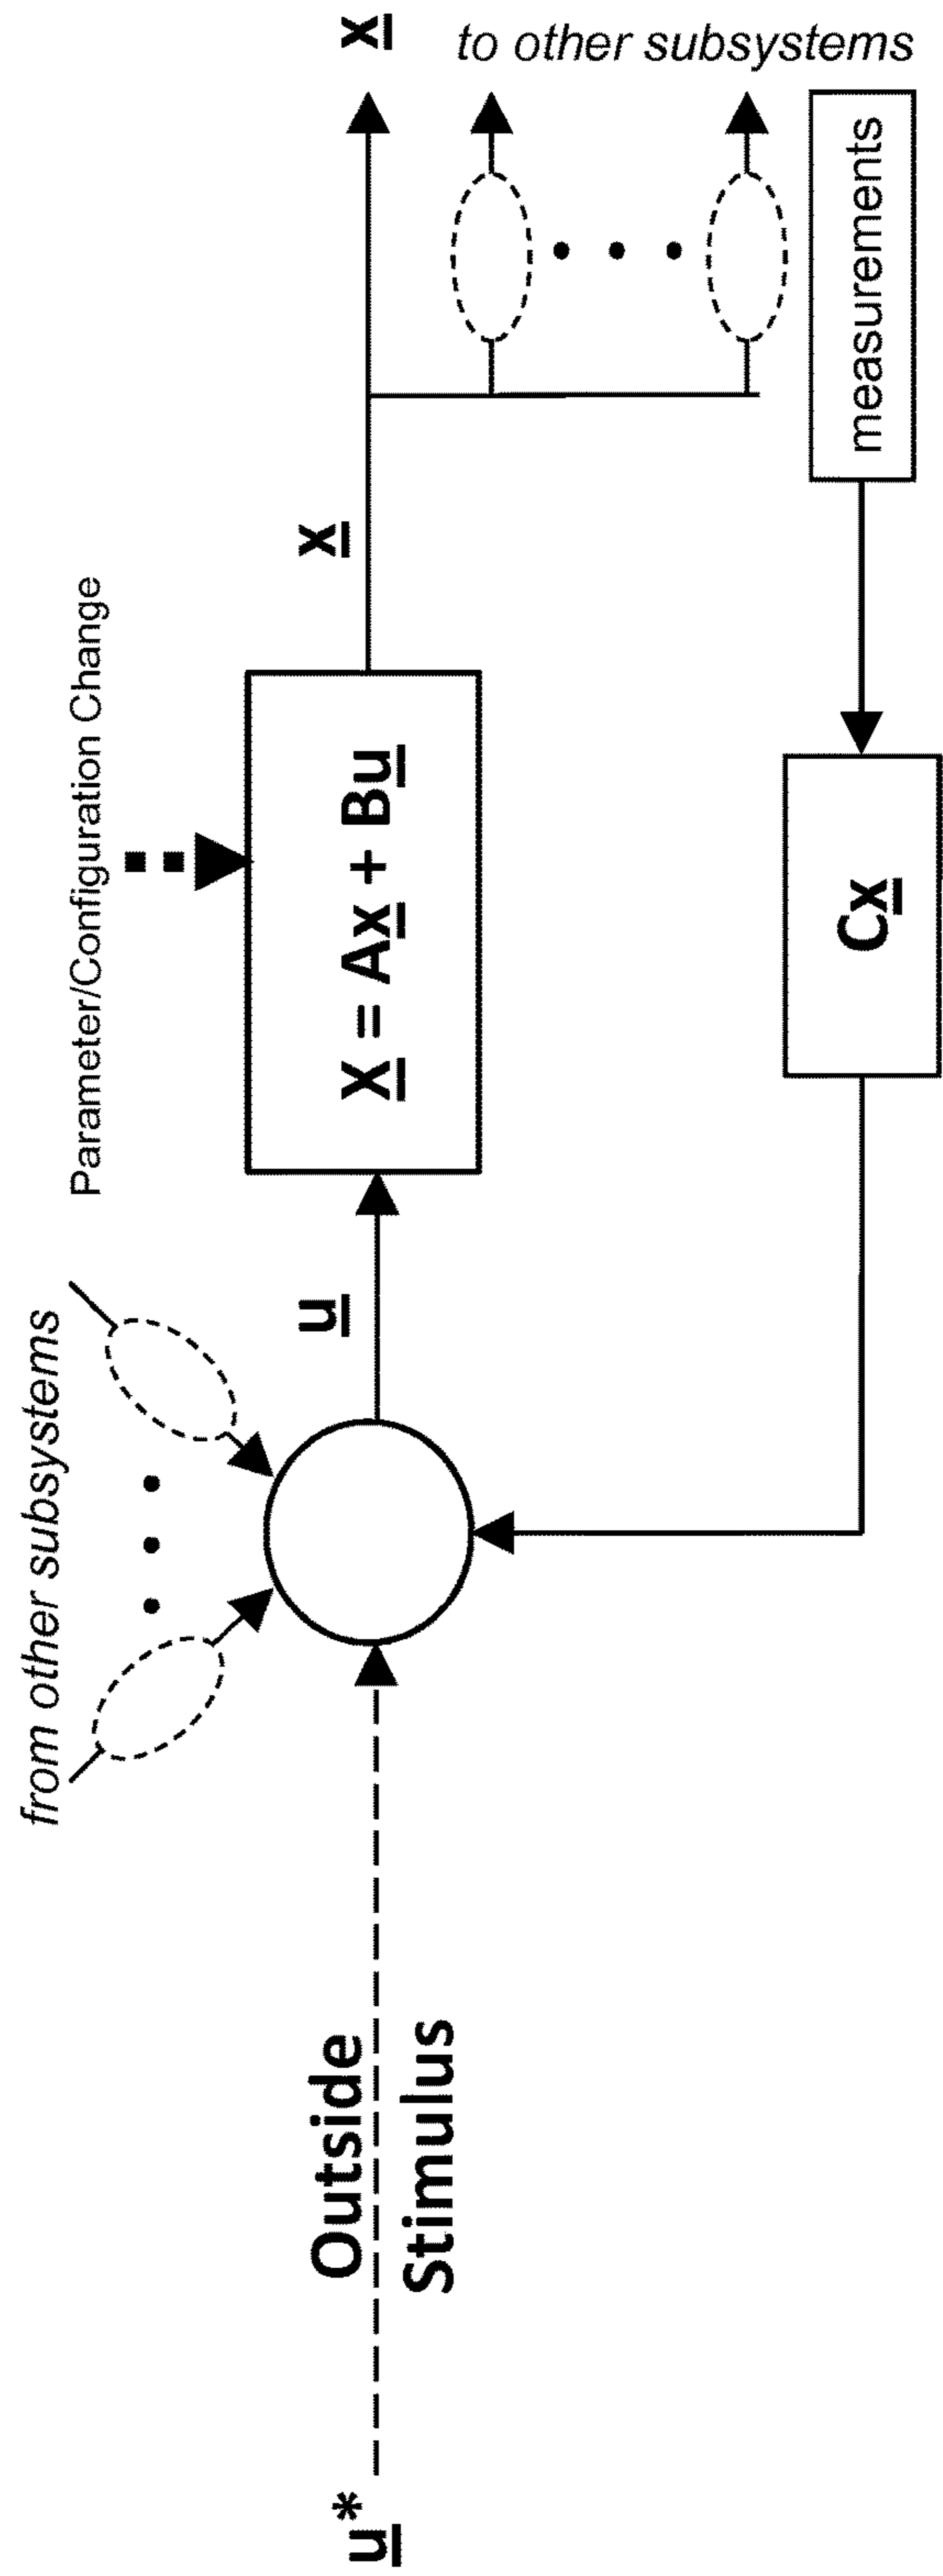 from other subsystems
Parameter/Configuration Change
u*
Outside
Stimulus
u
X = Ax + Bu
x
x
to other subsystems
Cx
measurements